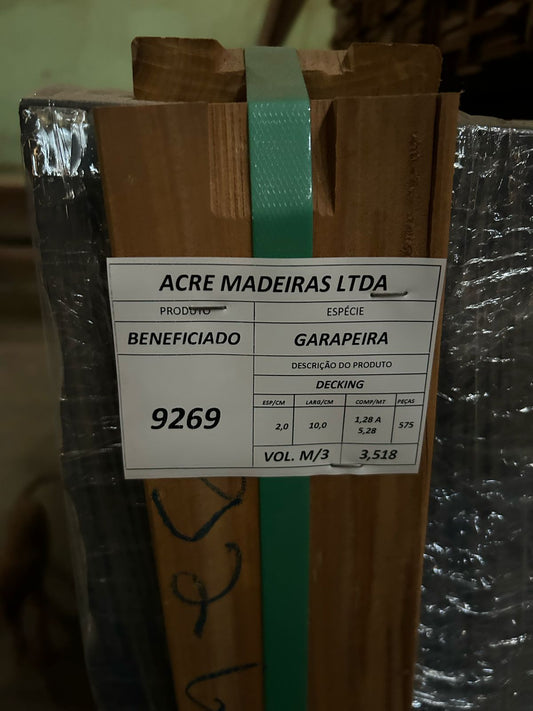 ACRE MADEIRAS LTDA
PRODUTO ESPÉCIE
BENEFICIADO GARAPEIRA
DESCRIÇÃO DO PRODUTO
DECKING
9269
ESP/CM LARG/CM COMP/MT PEÇAS
2,0 10,0 1,28 A 5,28 575
VOL. M/3 3,518